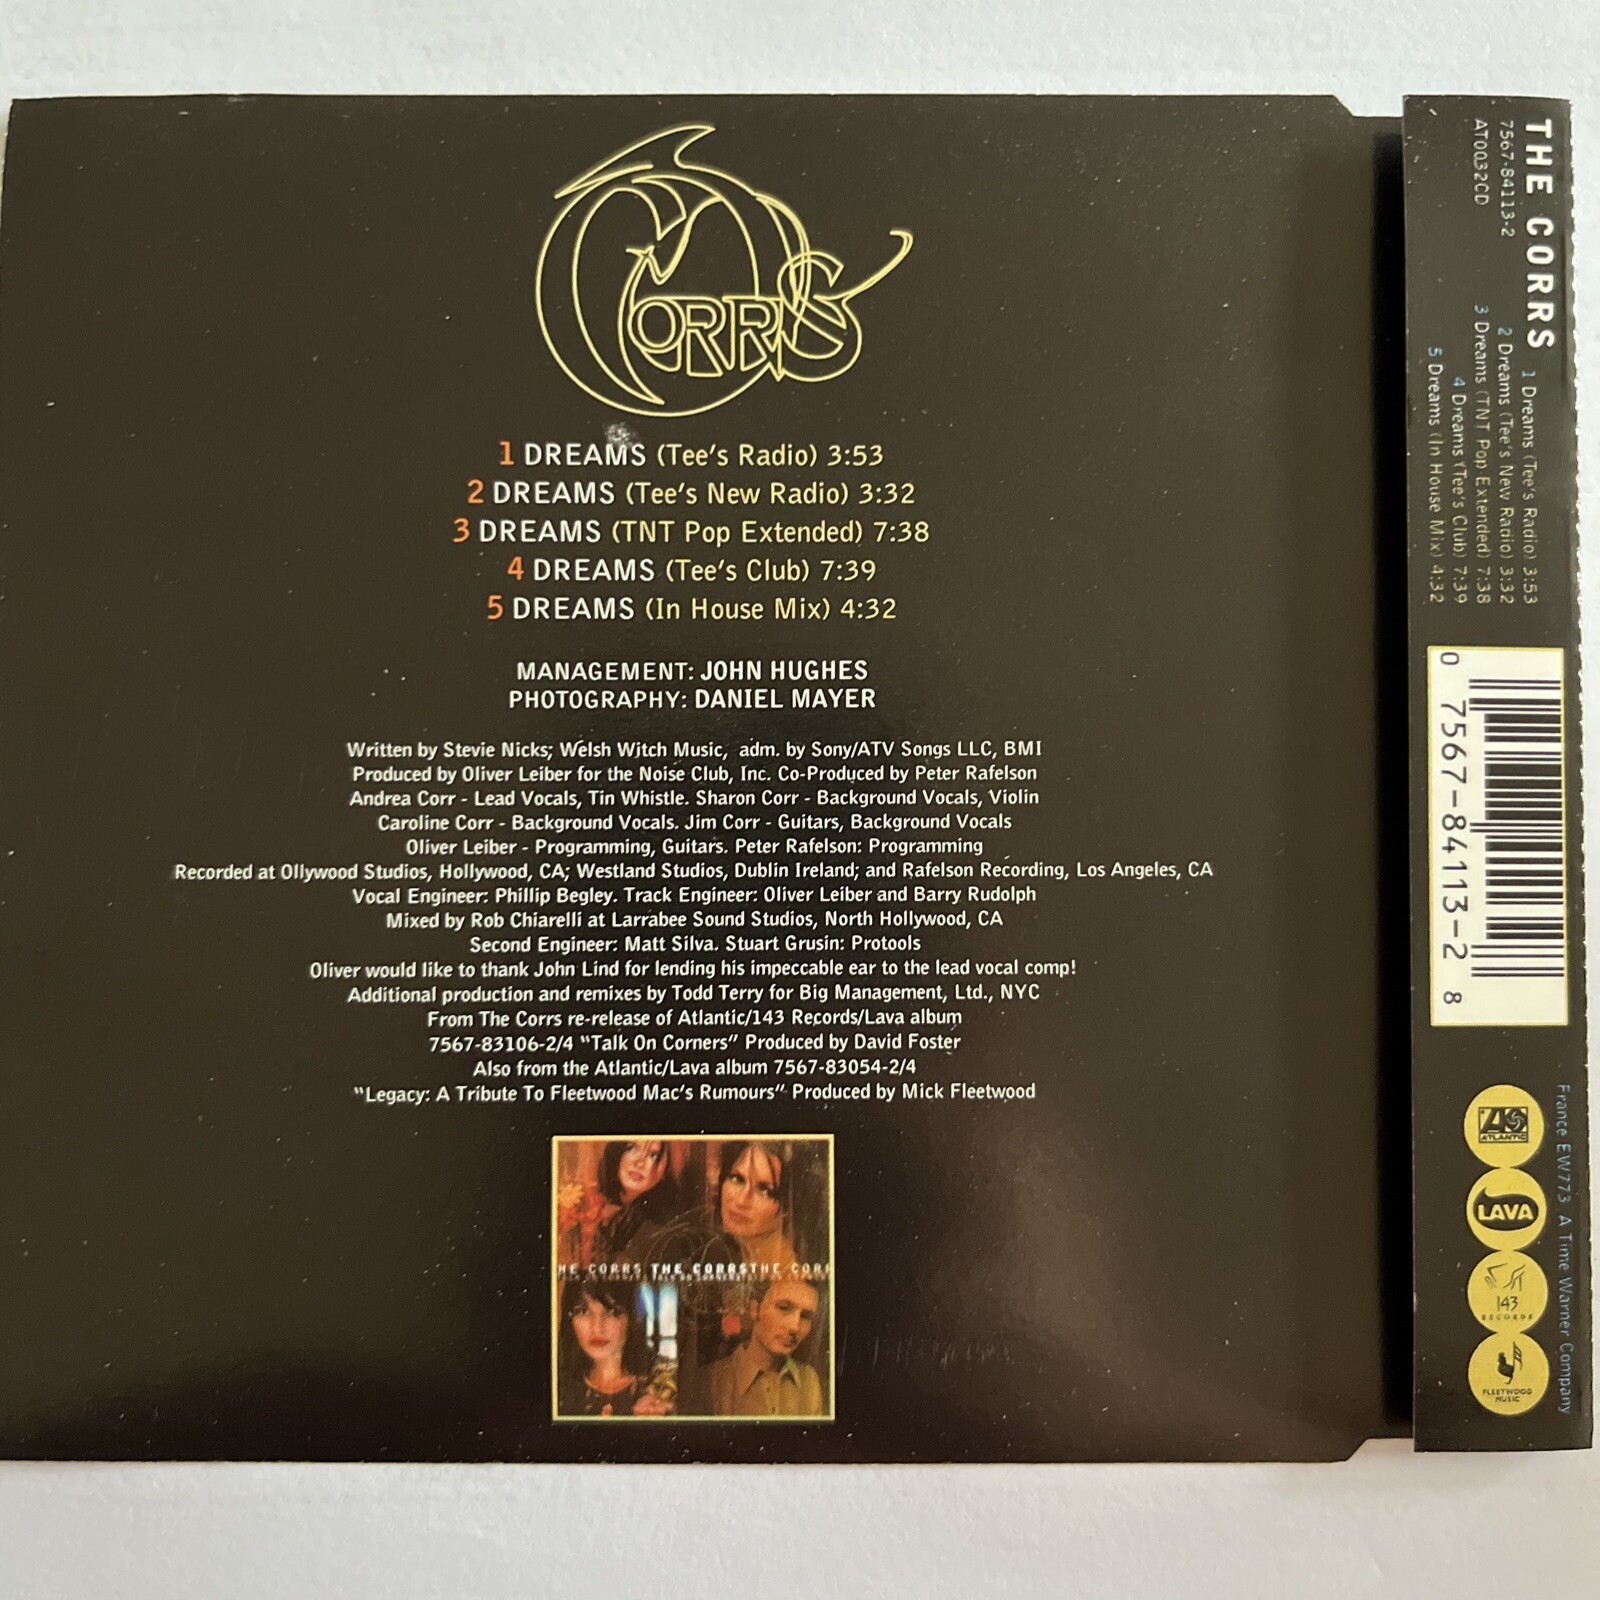 CORRS
1 DREAMS (Tee's Radio) 3:53
2 DREAMS (Tee's New Radio) 3:32
3 DREAMS (TNT Pop Extended) 7:38
4 DREAMS (Tee's Club) 7:39
5 DREAMS (In House Mix) 4:32
MANAGEMENT: JOHN HUGHES
PHOTOGRAPHY: DANIEL MAYER
Written by Stevie Nicks; Welsh Witch Music, adm. by Sony/ATV Songs LLC, BMI
Produced by Oliver Leiber for the Noise Club, Inc. Co-Produced by Peter Rafelson
Andrea Corr - Lead Vocals, Tin Whistle. Sharon Corr - Background Vocals, Violin
Caroline Corr - Background Vocals. Jim Corr - Guitars, Background Vocals
Oliver Leiber - Programming, Guitars. Peter Rafelson: Programming
Recorded at Ollywood Studios, Hollywood, CA; Westland Studios, Dublin Ireland; and Rafelson Recording, Los Angeles, CA
Vocal Engineer: Phillip Begley. Track Engineer: Oliver Leiber and Barry Rudolph
Mixed by Rob Chiarelli at Larrabee Sound Studios, North Hollywood, CA
Second Engineer: Matt Silva. Stuart Grusin: Protools
Oliver would like to thank John Lind for lending his impeccable ear to the lead vocal comp!
Additional production and remixes by Todd Terry for Big Management, Ltd., NYC
From The Corrs re-release of Atlantic/143 Records/Lava album
7567-83106-2/4 "Talk On Corners" Produced by David Foster
Also from the Atlantic/Lava album 7567-83054-2/4
"Legacy: A Tribute To Fleetwood Mac's Rumours" Produced by Mick Fleetwood
HE CORRS THE CORRS THE CORR
THE CORRS
7567-84113-2
AT0032CD
1 Dreams (Tee's Radio) 3:53
2 Dreams (Tee's New Radio) 3:32
3 Dreams (TNT Pop Extended) 7:38
4 Dreams (Tee's Club) 7:39
5 Dreams (In House Mix) 4:32
0 7567-84113-2 8
ATLANTIC
LAVA
143
RECORDS
FLEETWOOD
MUSIC
France EW773 A Time Warner Company